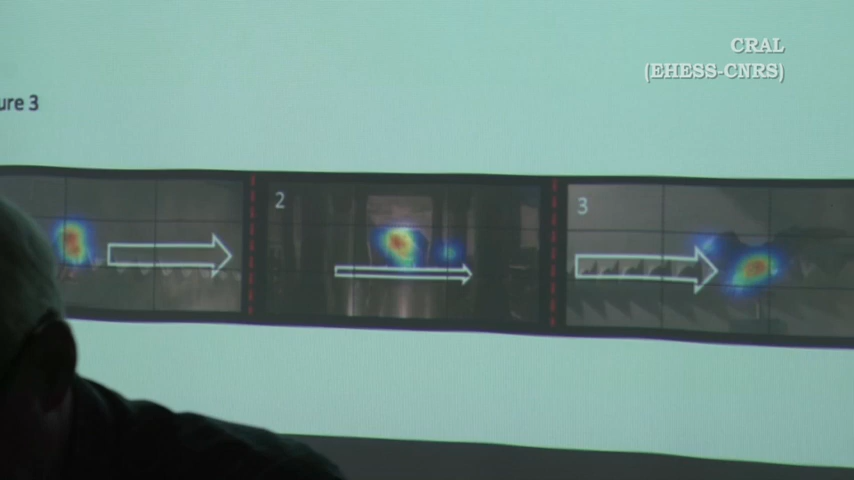 CRAL
(EHESS-CNRS)
ure 3
2
3